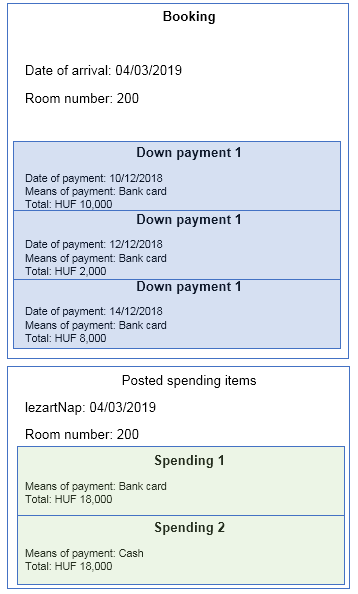 Booking
Date of arrival: 04/03/2019
Room number: 200
Down payment 1
Date of payment: 10/12/2018
Means of payment: Bank card
Total: HUF 10,000
Down payment 1
Date of payment: 12/12/2018
Means of payment: Bank card
Total: HUF 2,000
Down payment 1
Date of payment: 14/12/2018
Means of payment: Bank card
Total: HUF 8,000
Posted spending items
lezartNap: 04/03/2019
Room number: 200
Spending 1
Means of payment: Bank card
Total: HUF 18,000
Spending 2
Means of payment: Cash
Total: HUF 18,000